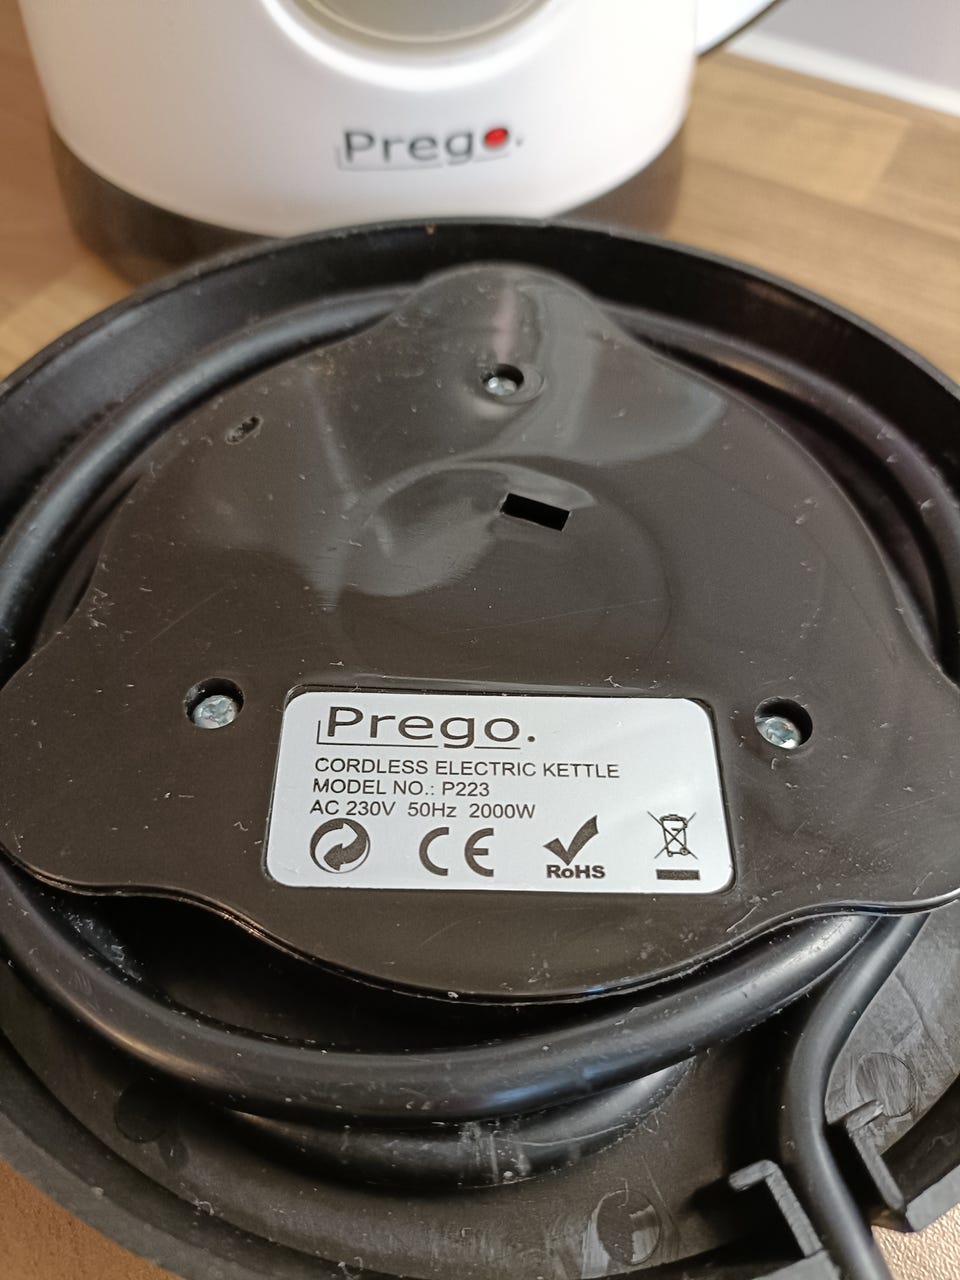 Prego.
Prego.
CORDLESS ELECTRIC KETTLE
MODEL NO.: P223
AC 230V 50Hz 2000W
CE
RoHS